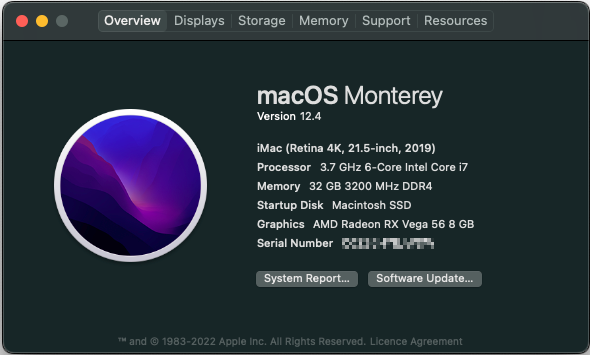 Overview Displays Storage Memory Support Resources
macOS Monterey
Version 12.4
iMac (Retina 4K, 21.5-inch, 2019)
Processor 3.7 GHz 6-Core Intel Core i7
Memory 32 GB 3200 MHz DDR4
Startup Disk Macintosh SSD
Graphics AMD Radeon RX Vega 56 8 GB
Serial Number
System Report... Software Update...
™ and © 1983-2022 Apple Inc. All Rights Reserved. Licence Agreement